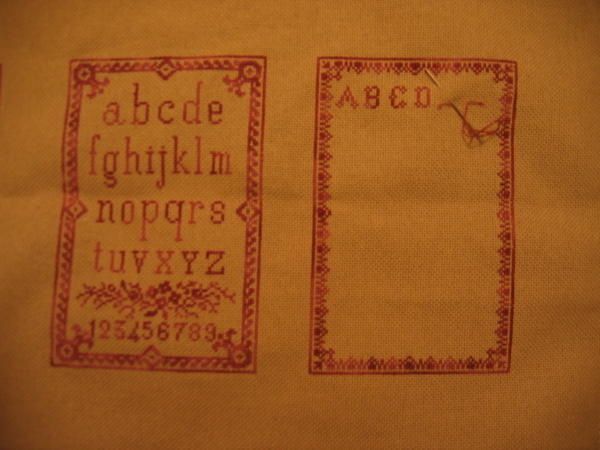 abcde
fghijklm
nopqrs
tuvxyz
123456789
ABCD